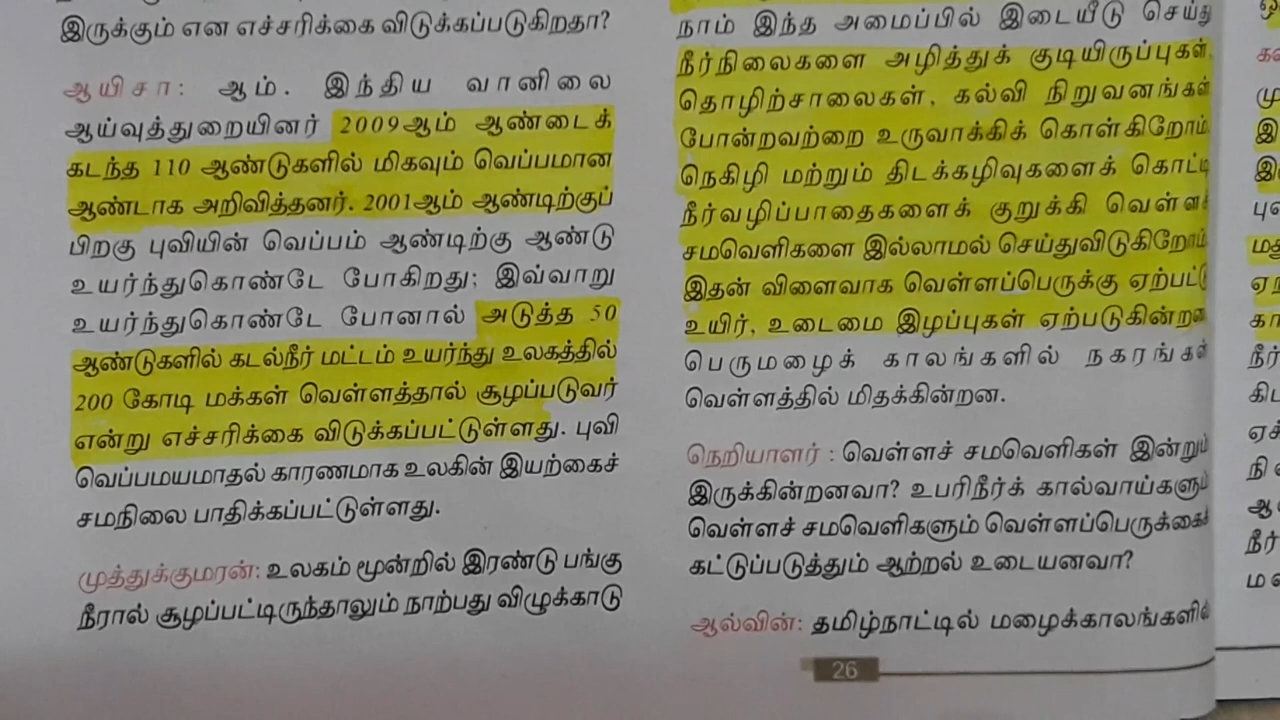 இருக்கும் என எச்சரிக்கை விடுக்கப்படுகிறதா?
ஆயிசா: ஆம். இந்திய வானிலை
ஆய்வுத்துறையினர் 2009ஆம் ஆண்டைக்
கடந்த 110 ஆண்டுகளில் மிகவும் வெப்பமான
ஆண்டாக அறிவித்தனர். 2001ஆம் ஆண்டிற்குப்
பிறகு புவியின் வெப்பம் ஆண்டிற்கு ஆண்டு
உயர்ந்துகொண்டே போகிறது; இவ்வாறு
உயர்ந்துகொண்டே போனால் அடுத்த 50
ஆண்டுகளில் கடல்நீர் மட்டம் உயர்ந்து உலகத்தில்
200 கோடி மக்கள் வெள்ளத்தால் சூழப்படுவர்
என்று எச்சரிக்கை விடுக்கப்பட்டுள்ளது. புவி
வெப்பமயமாதல் காரணமாக உலகின் இயற்கைச்
சமநிலை பாதிக்கப்பட்டுள்ளது.
முத்துக்குமரன்: உலகம் மூன்றில் இரண்டு பங்கு
நீரால் சூழப்பட்டிருந்தாலும் நாற்பது விழுக்காடு
நாம் இந்த அமைப்பில் இடையீடு செய்து
நீர்நிலைகளை அழித்துக் குடியிருப்புகள்,
தொழிற்சாலைகள், கல்வி நிறுவனங்கள்
போன்றவற்றை உருவாக்கிக் கொள்கிறோம்.
நெகிழி மற்றும் திடக்கழிவுகளைக் கொட்டி
நீர்வழிப்பாதைகளைக் குறுக்கி வெள்ளச்
சமவெளிகளை இல்லாமல் செய்துவிடுகிறோம்.
இதன் விளைவாக வெள்ளப்பெருக்கு ஏற்பட்டு
உயிர், உடைமை இழப்புகள் ஏற்படுகின்றன.
பெருமழைக் காலங்களில் நகரங்கள்
வெள்ளத்தில் மிதக்கின்றன.
நெறியாளர் : வெள்ளச் சமவெளிகள் இன்றும்
இருக்கின்றனவா? உபரிநீர்க் கால்வாய்களும்
வெள்ளச் சமவெளிகளும் வெள்ளப்பெருக்கைக்
கட்டுப்படுத்தும் ஆற்றல் உடையனவா?
ஆல்வின்: தமிழ்நாட்டில் மழைக்காலங்களில்
26